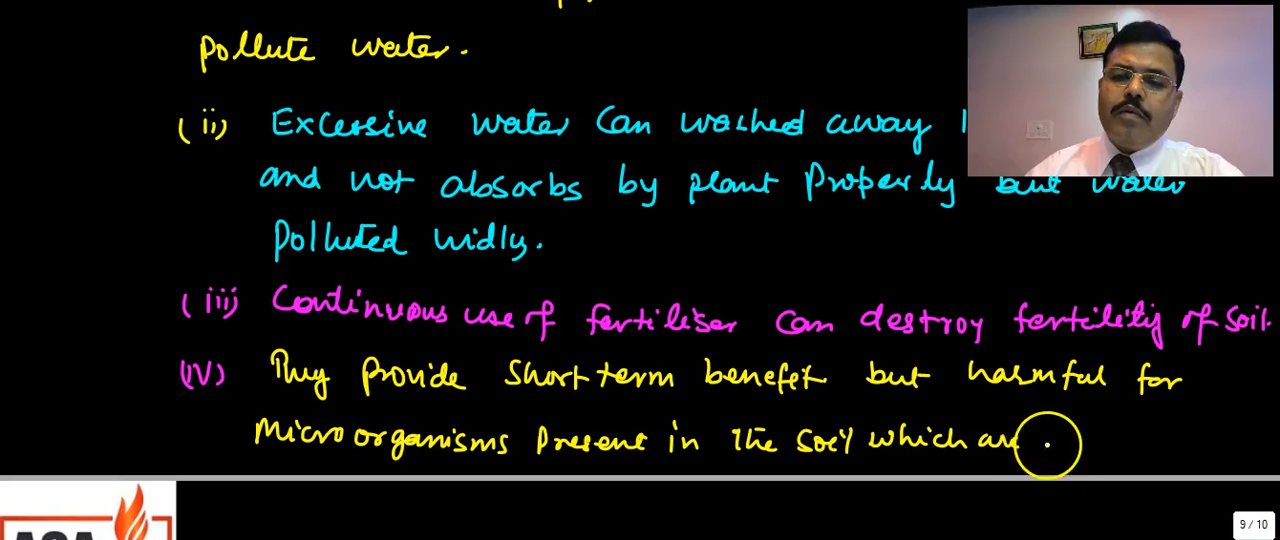 pollute water.
(ii) Excessive water can washed away
and not absorbs by plant properly but water
polluted widly.
(iii) Continuous use of fertiliser can destroy fertility of soil.
(iv) They provide short term benefit but harmful for
microorganisms present in the soil which are
9 / 10